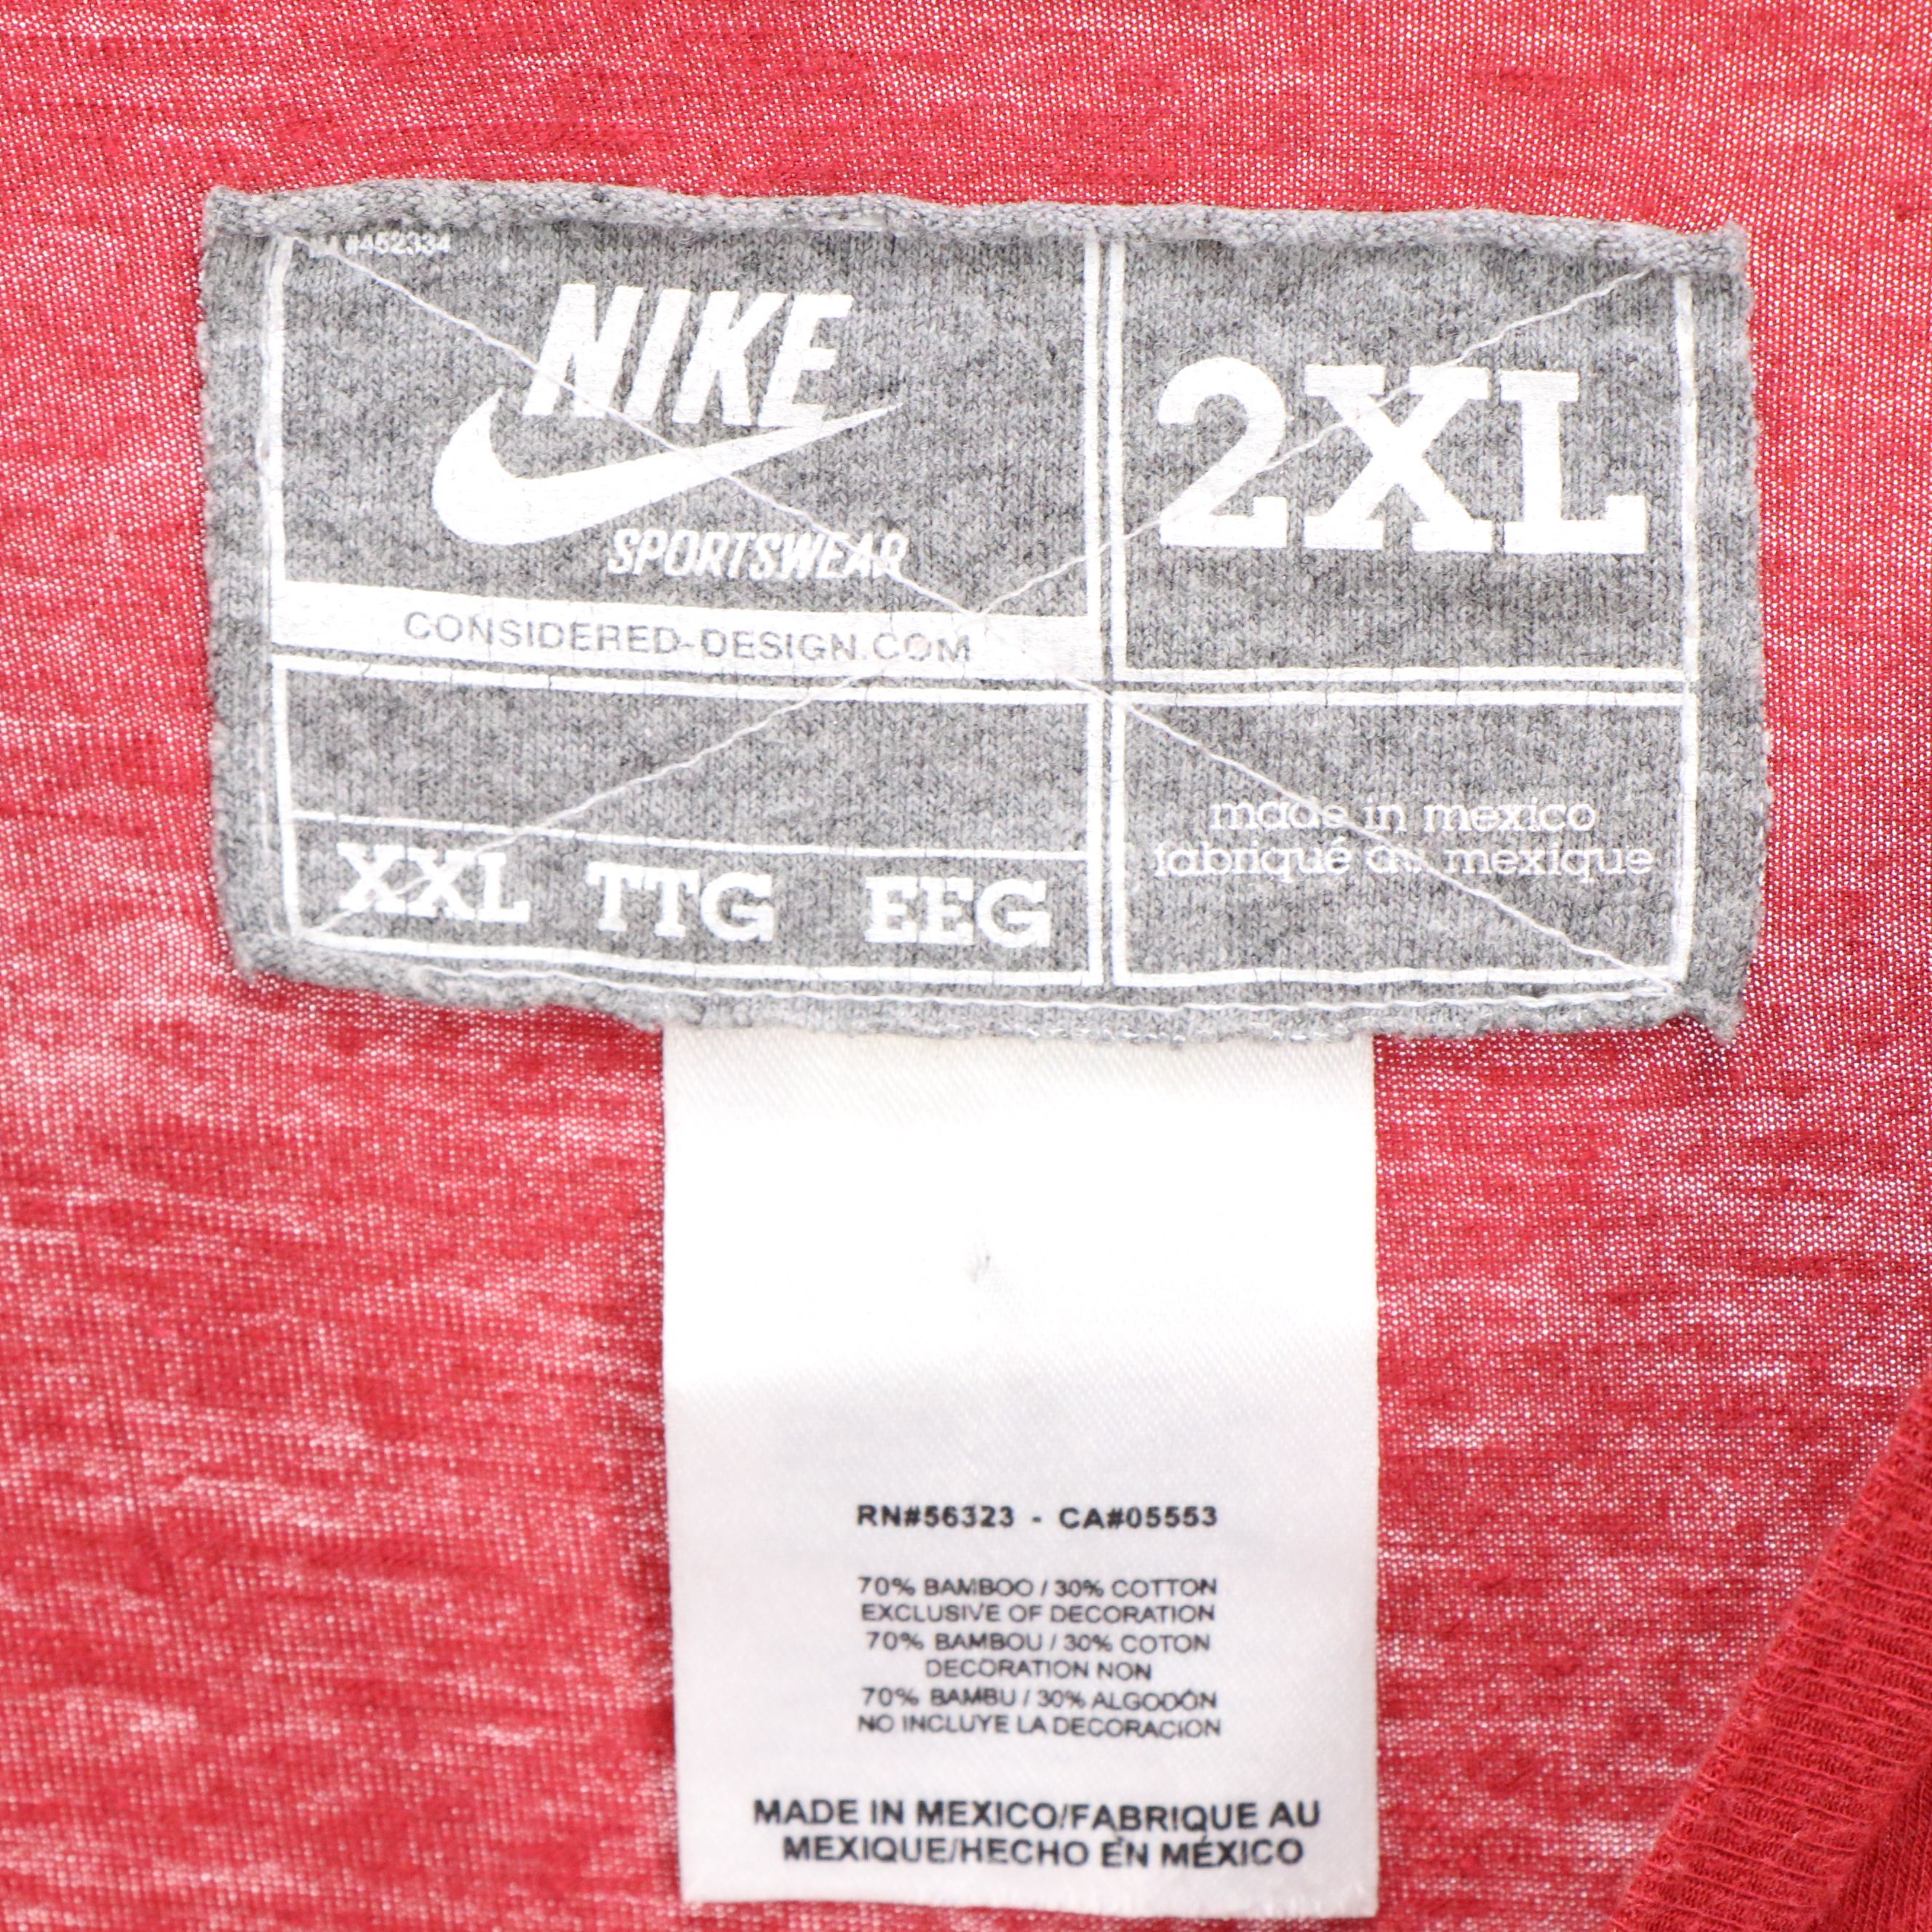 #452334
NIKE
SPORTSWEAR
2XL
CONSIDERED-DESIGN.COM
XXL TTG EEG
made in mexico
fabriqué au mexique
RN#56323 - CA#05553
70% BAMBOO / 30% COTTON
EXCLUSIVE OF DECORATION
70% BAMBOU / 30% COTON
DECORATION NON
70% BAMBU / 30% ALGODÓN
NO INCLUYE LA DECORACION
MADE IN MEXICO/FABRIQUE AU
MEXIQUE/HECHO EN MÉXICO